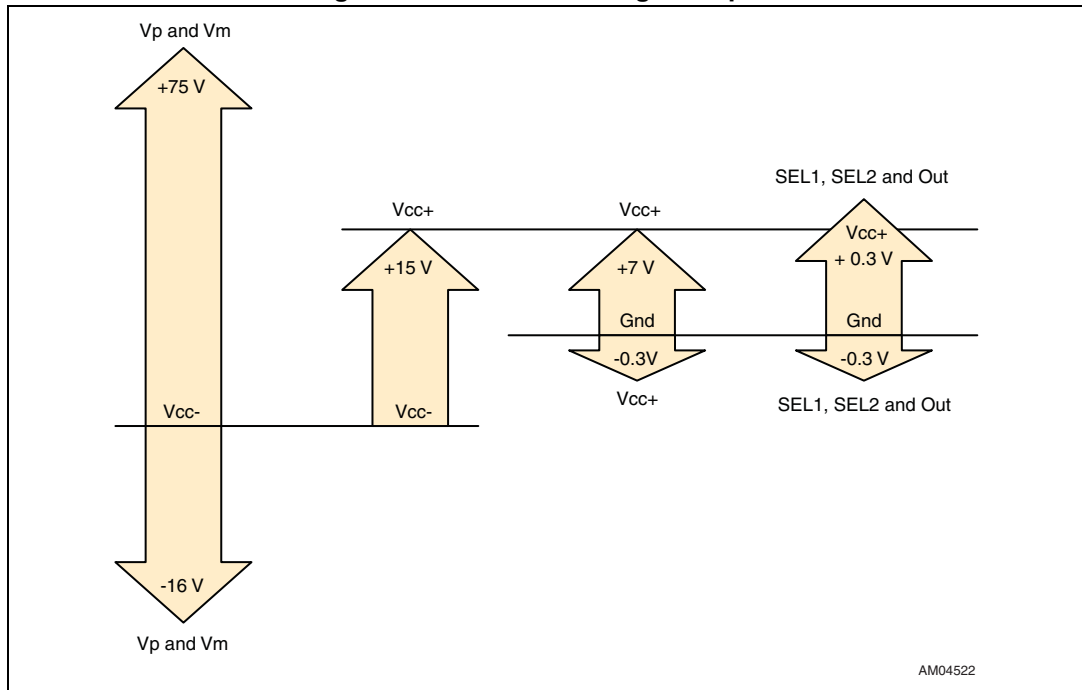 Vp and Vm
+75 V
Vcc-
-16 V
Vp and Vm
Vcc+
+15 V
Vcc-
Vcc+
+7 V
Gnd
-0.3V
Vcc+
SEL1, SEL2 and Out
Vcc+
+ 0.3 V
Gnd
-0.3 V
SEL1, SEL2 and Out
AM04522